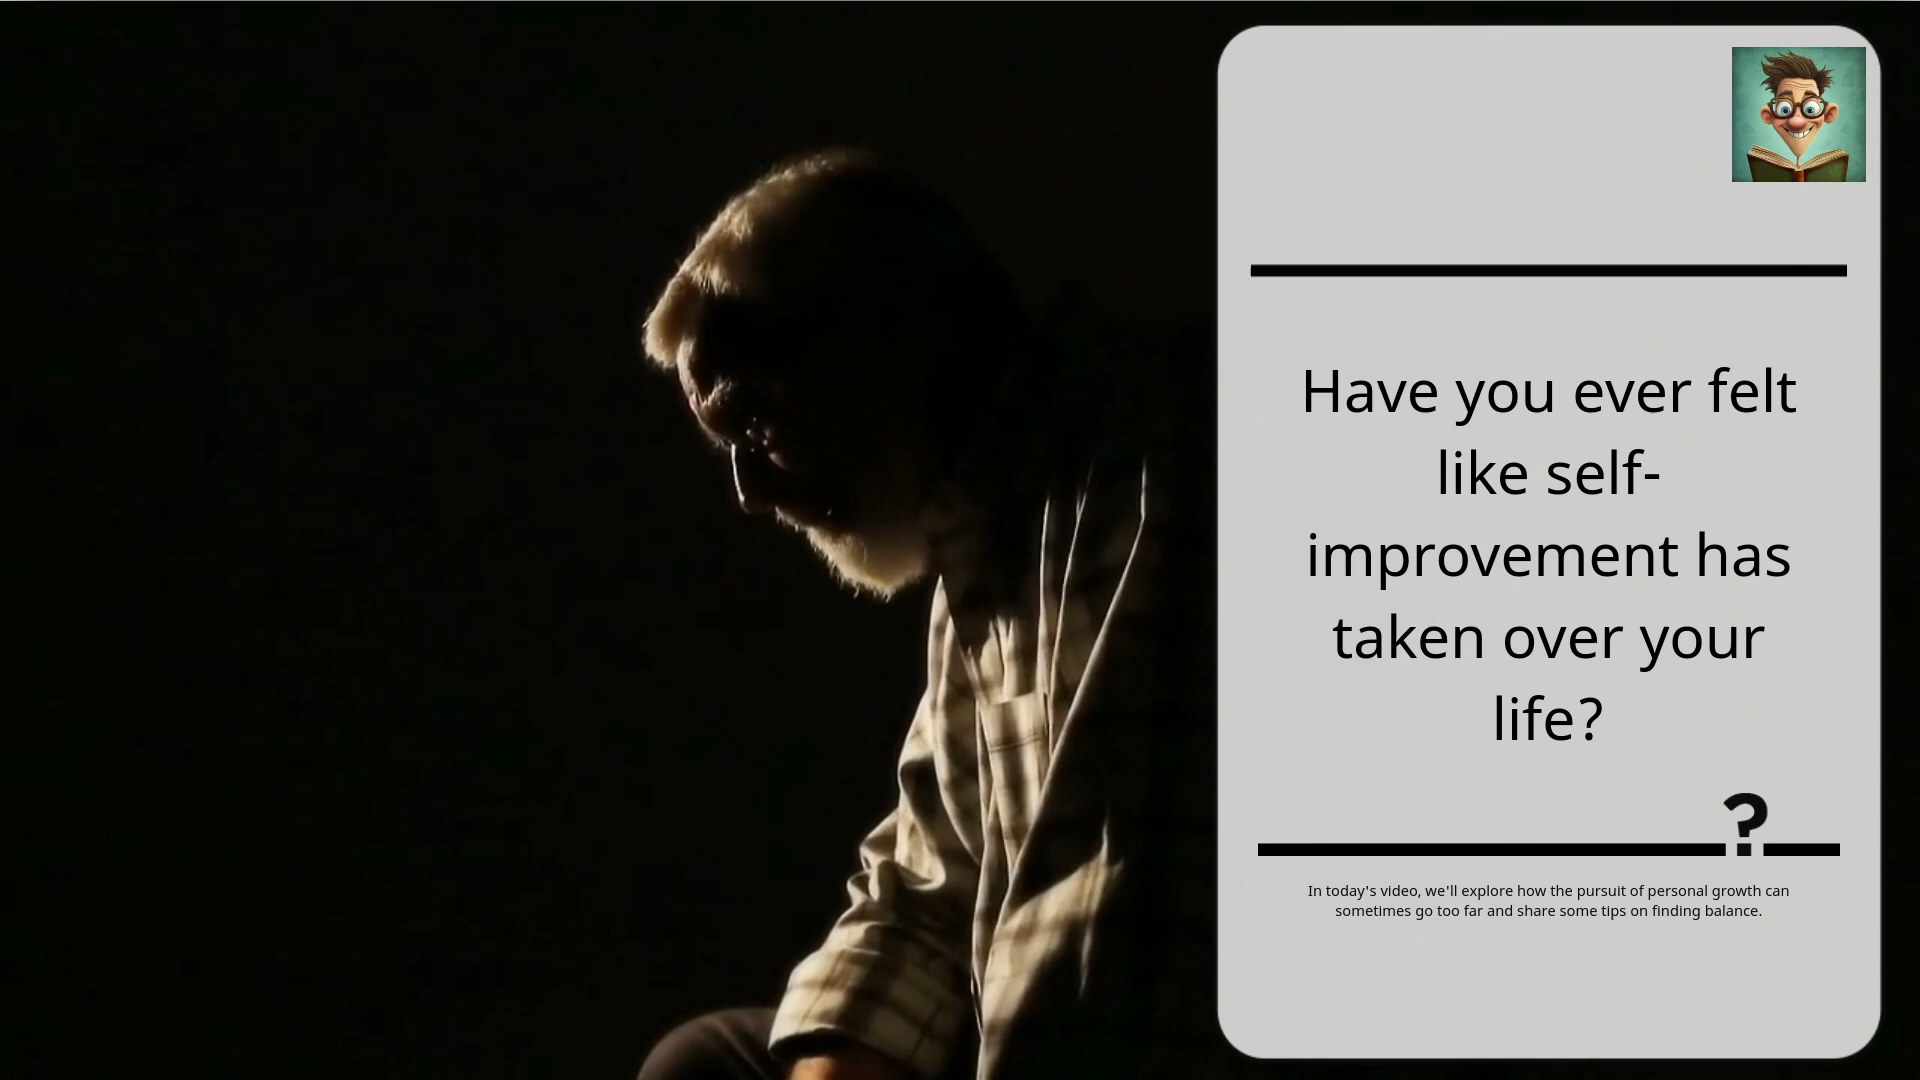 Have you ever felt
like self-
improvement has
taken over your
life?
?
In today's video, we'll explore how the pursuit of personal growth can
sometimes go too far and share some tips on finding balance.